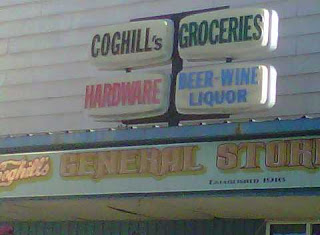 COGHILL's
GROCERIES
HARDWARE
BEER-WINE
LIQUOR
Coghill's GENERAL STORE
ESTABLISHED 1916